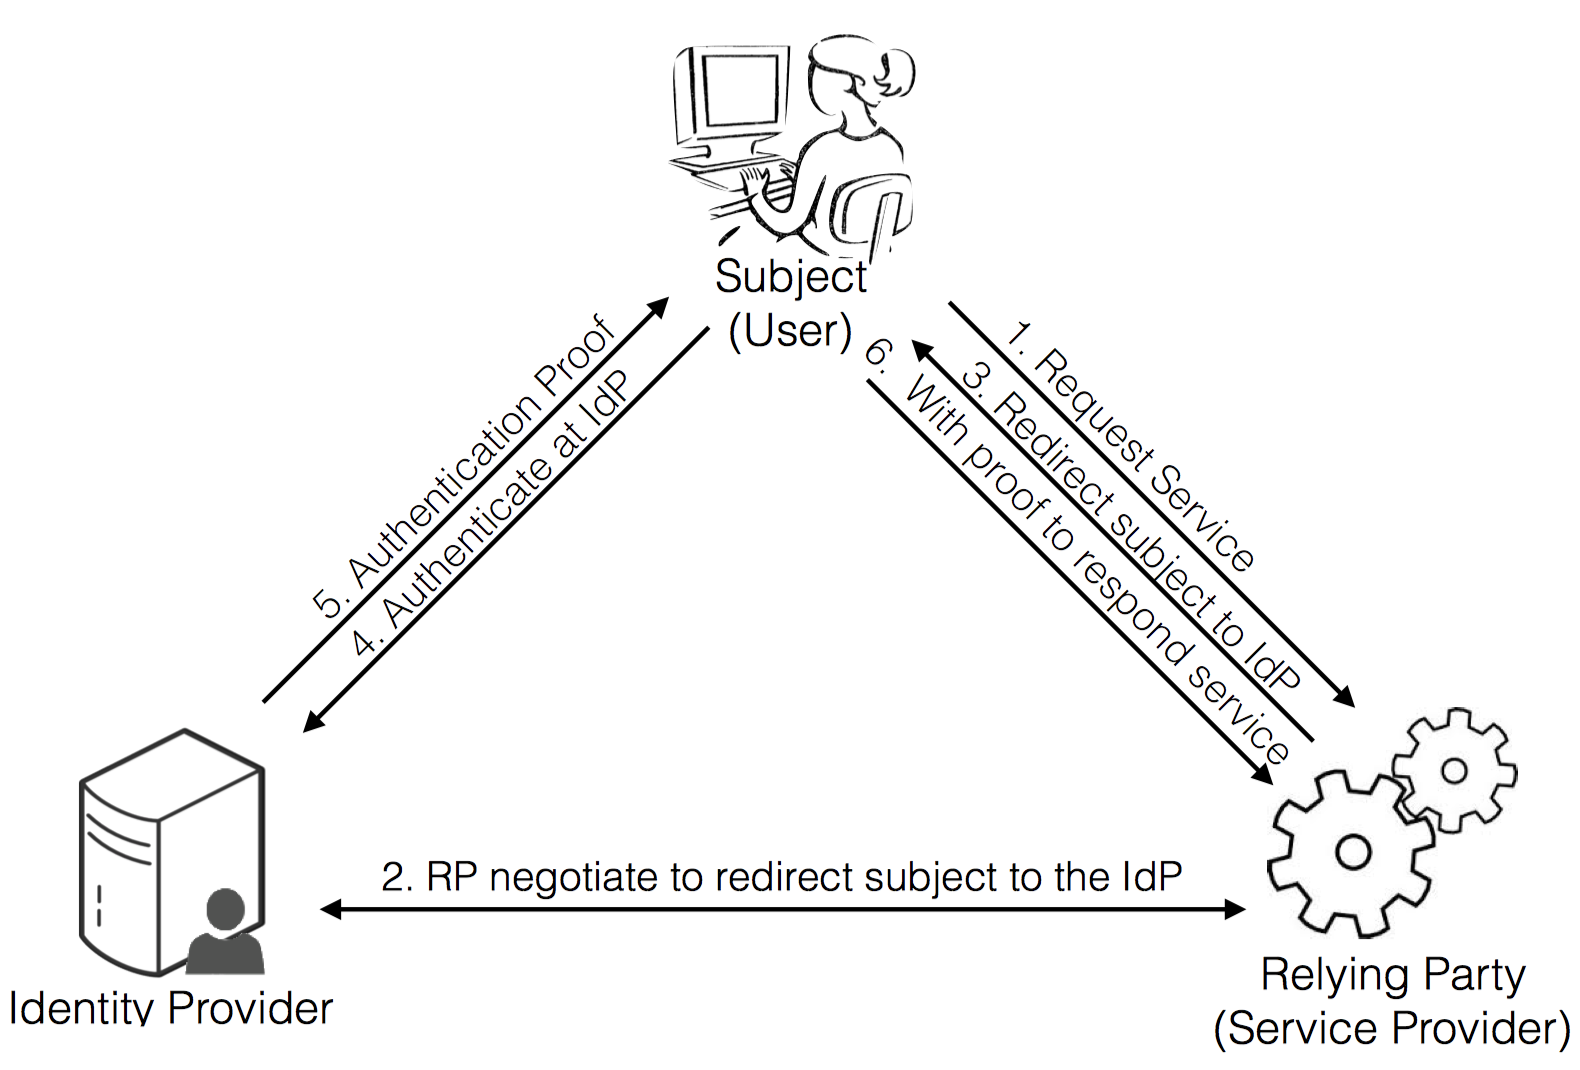 Subject
(User)
1. Request Service
3. Redirect subject to IdP
6. With proof to respond service
5. Authentication Proof
4. Authenticate at IdP
2. RP negotiate to redirect subject to the IdP
Identity Provider
Relying Party
(Service Provider)